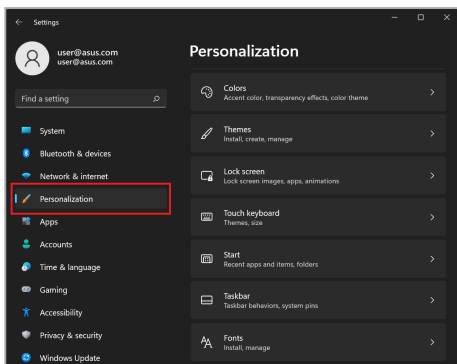 Settings
user@asus.com
user@asus.com
Find a setting
System
Bluetooth & devices
Network & internet
Personalization
Apps
Accounts
Time & language
Gaming
Accessibility
Privacy & security
Windows Update
Personalization
Colors
Accent color, transparency effects, color theme
Themes
Install, create, manage
Lock screen
Lock screen images, apps, animations
Touch keyboard
Themes, size
Start
Recent apps and items, folders
Taskbar
Taskbar behaviors, system pins
Fonts
Install, manage